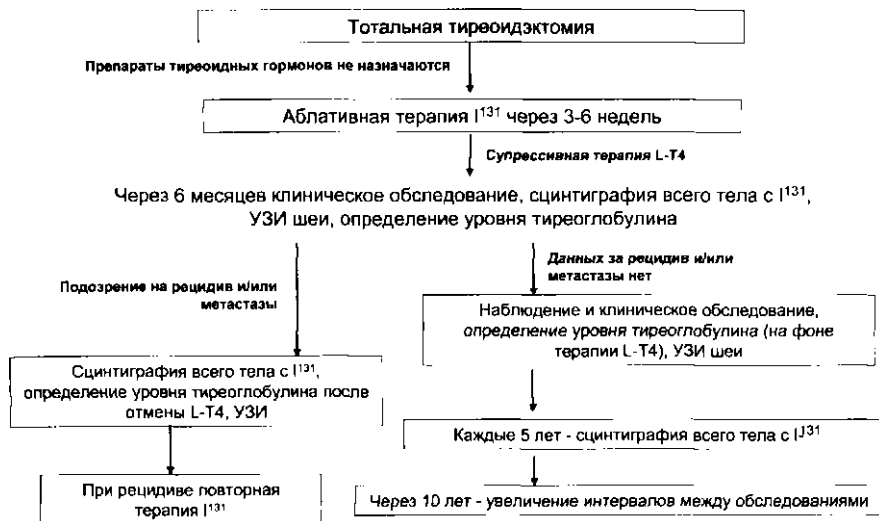 Тотальная тиреоидэктомия
Препараты тиреоидных гормонов не назначаются
Аблативная терапия I¹³¹ через 3-6 недель
Супрессивная терапия L-T4
Через 6 месяцев клиническое обследование, сцинтиграфия всего тела с I¹³¹,
УЗИ шеи, определение уровня тиреоглобулина
Подозрение на рецидив и/или
метастазы
Сцинтиграфия всего тела с I¹³¹,
определение уровня тиреоглобулина после
отмены L-T4, УЗИ
При рецидиве повторная
терапия I¹³¹
Данных за рецидив и/или
метастазы нет
Наблюдение и клиническое обследование,
определение уровня тиреоглобулина (на фоне
терапии L-T4), УЗИ шеи
Каждые 5 лет - сцинтиграфия всего тела с I¹³¹
Через 10 лет - увеличение интервалов между обследованиями